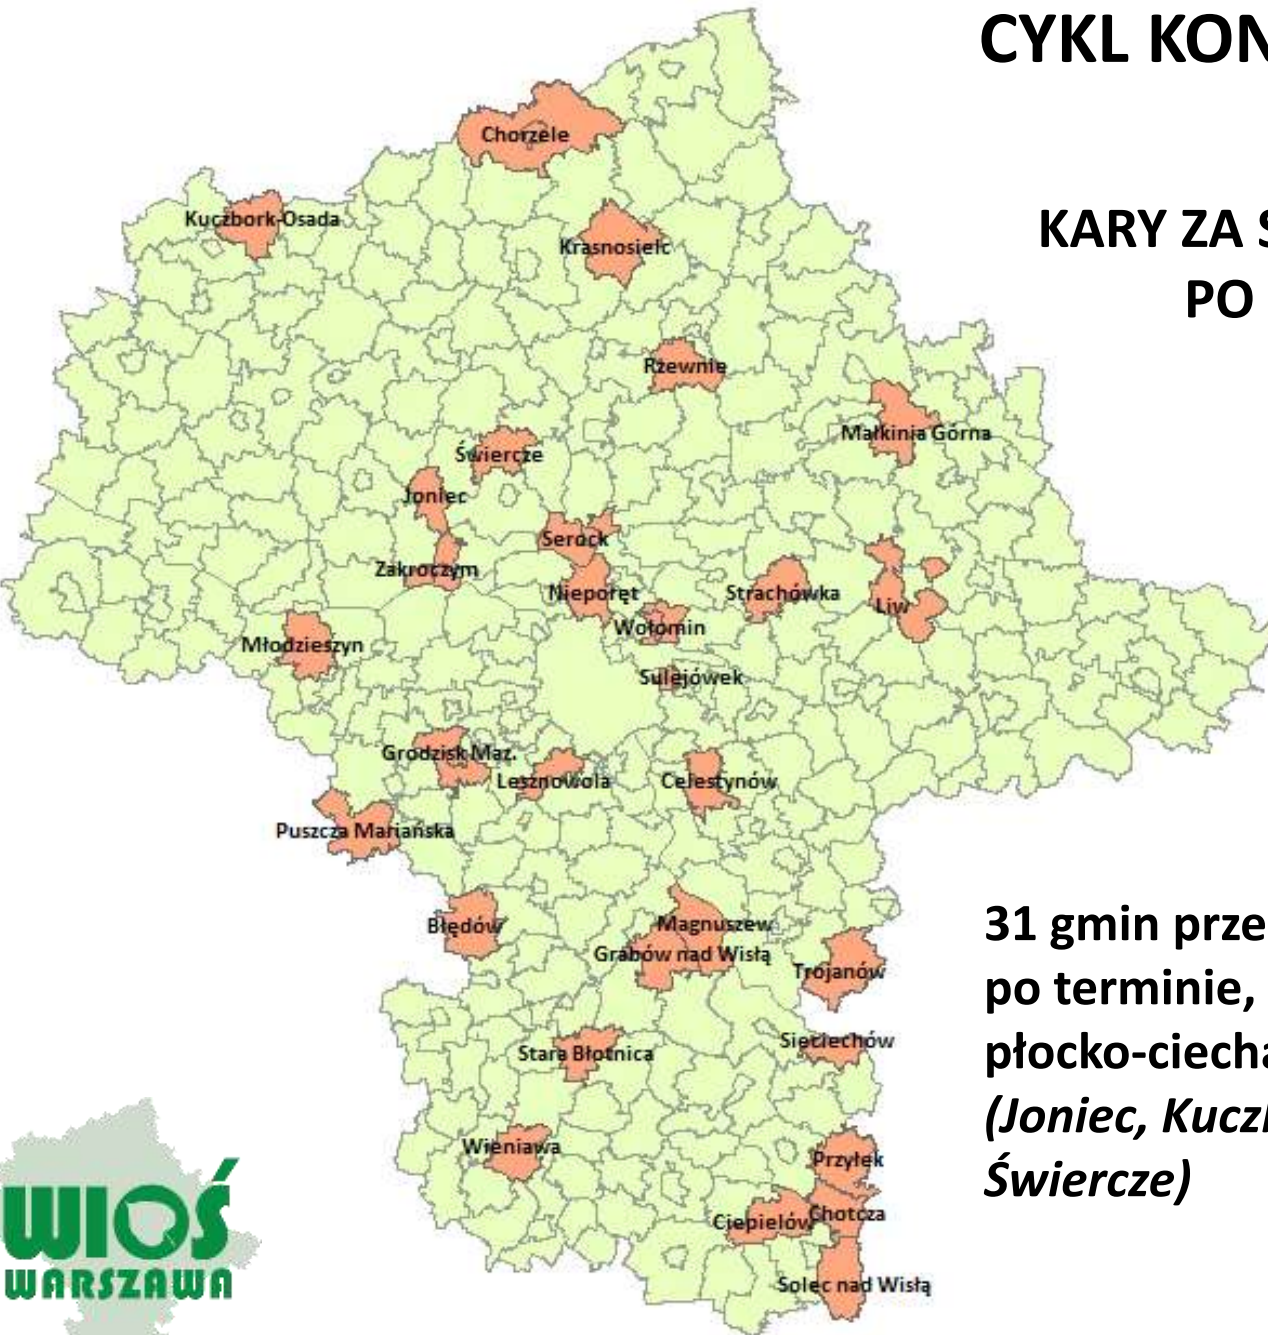 CYKL KON
KARY ZA S
PO
Chorzele
Kuczbork-Osada
Krasnosielc
Rzewnie
Małkinia Górna
Świercze
Joniec
Serock
Zakroczym
Nieporęt
Strachówka
Liw
Wołomin
Młodzieszyn
Sulejówek
Grodzisk Maz.
Lesznowola
Celestynów
Puszcza Mariańska
Błędów
Magnuszew
Grabów nad Wisłą
Trojanów
Sieciechów
Stara Błotnica
Wieniawa
Przyłęk
Ciepielów
Chotcza
Solec nad Wisłą
31 gmin prze
po terminie,
płocko-ciecha
(Joniec, Kuczb
Świercze)
WIOŚ
WARSZAWA